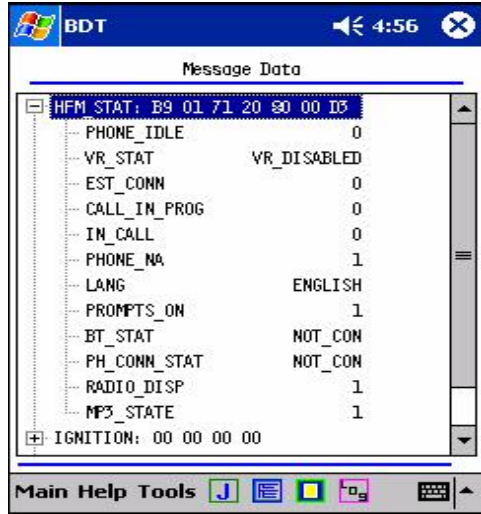 BDT 4:56
Message Data
HFM_STAT: B9 01 71 20 80 00 D3
PHONE_IDLE 0
VR_STAT VR_DISABLED
EST_CONN 0
CALL_IN_PROG 0
IN_CALL 0
PHONE_NA 1
LANG ENGLISH
PROMPTS_ON 1
BT_STAT NOT_CON
PH_CONN_STAT NOT_CON
RADIO_DISP 1
MP3_STATE 1
IGNITION: 00 00 00 00
Main Help Tools J Log